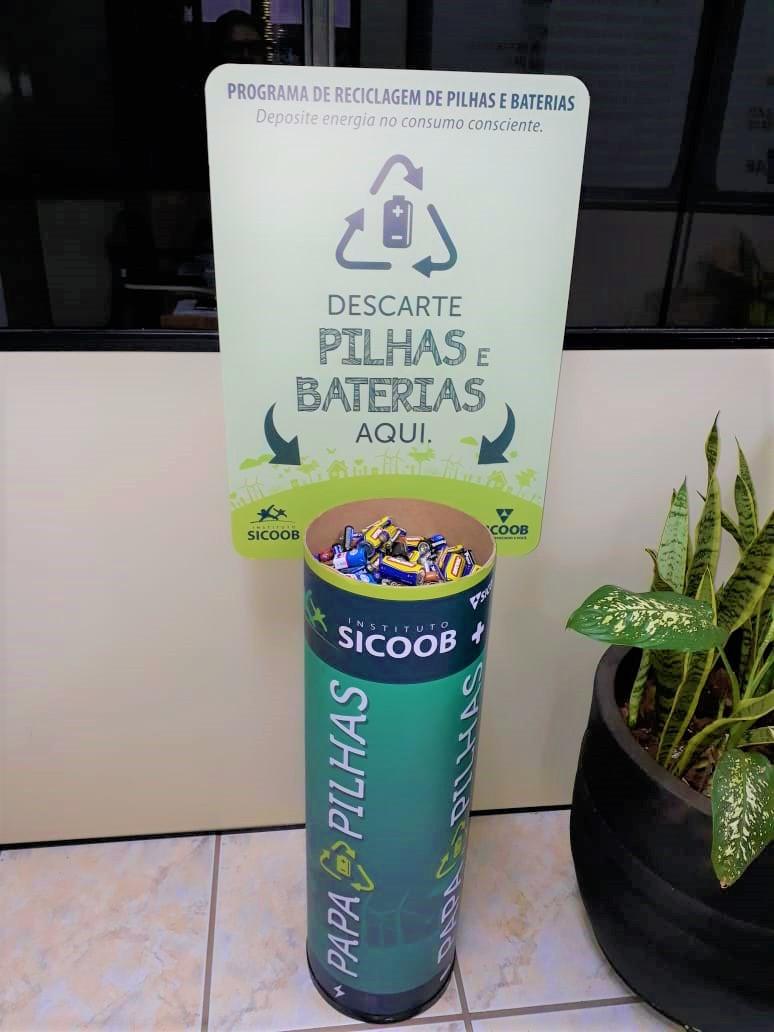 PROGRAMA DE RECICLAGEM DE PILHAS E BATERIAS
Deposite energia no consumo consciente.
DESCARTE
PILHAS E
BATERIAS
AQUI.
INSTITUTO
SICOOB
INSTITUTO
SICOOB
PAPA PILHAS
PAPA PILHAS